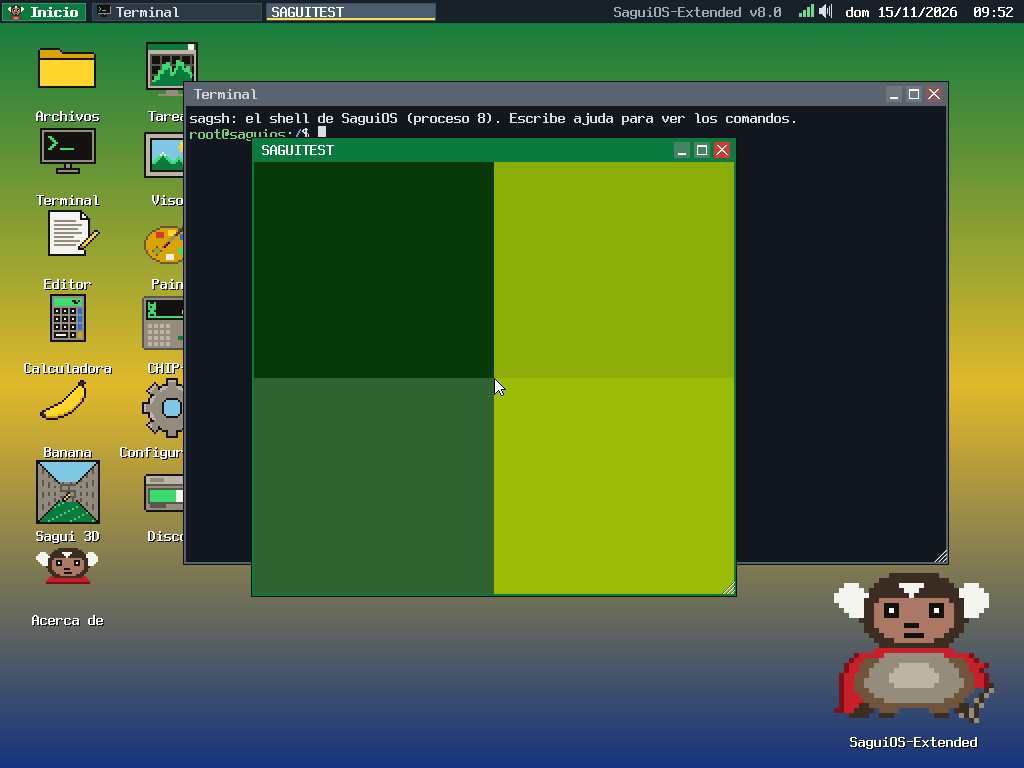 Inicio Terminal SAGUITEST SaguiOS-Extended v8.0 dom 15/11/2026 09:52
Archivos
Terminal
Editor
Calculadora
Banana
Sagui 3D
Acerca de
Terminal
sagsh: el shell de SaguiOS (proceso 8). Escribe ayuda para ver los comandos.
root@saguios:/$
SAGUITEST
SaguiOS-Extended